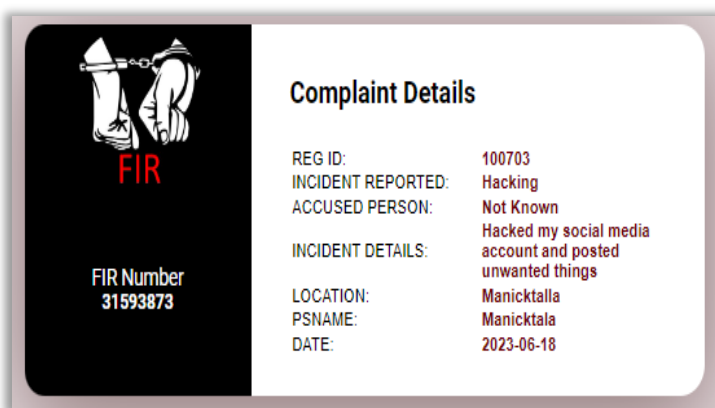 FIR
FIR Number
31593873
Complaint Details
REG ID: 100703
INCIDENT REPORTED: Hacking
ACCUSED PERSON: Not Known
INCIDENT DETAILS: Hacked my social media
account and posted
unwanted things
LOCATION: Manicktalla
PSNAME: Manicktala
DATE: 2023-06-18